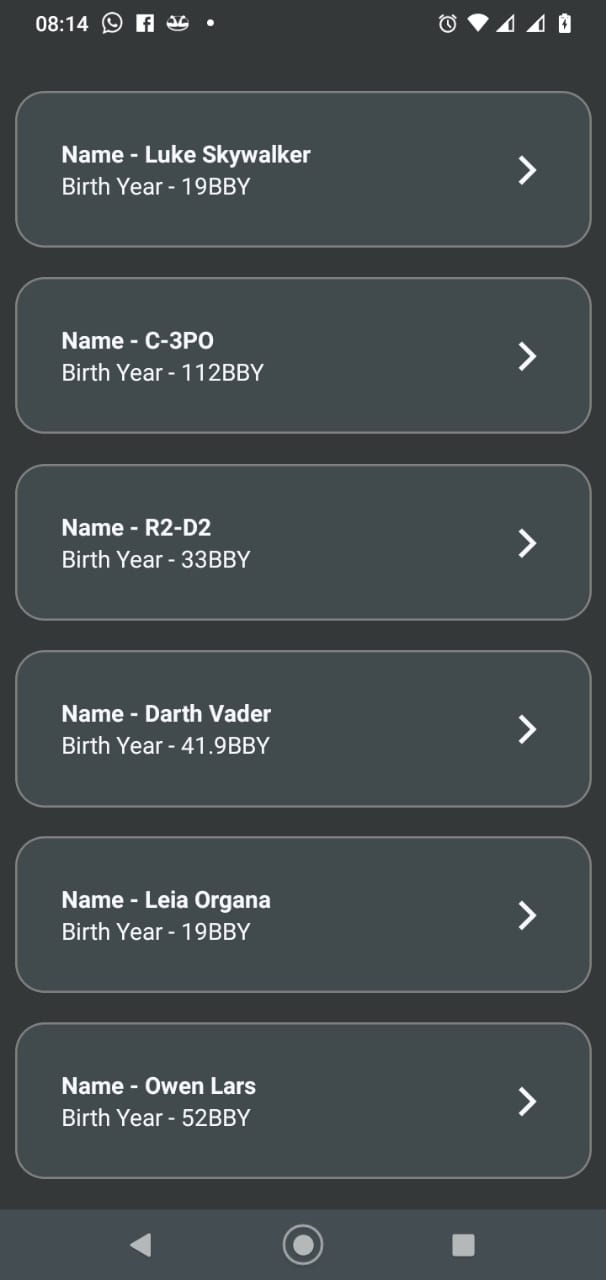 08:14
Name - Luke Skywalker
Birth Year - 19BBY
Name - C-3PO
Birth Year - 112BBY
Name - R2-D2
Birth Year - 33BBY
Name - Darth Vader
Birth Year - 41.9BBY
Name - Leia Organa
Birth Year - 19BBY
Name - Owen Lars
Birth Year - 52BBY